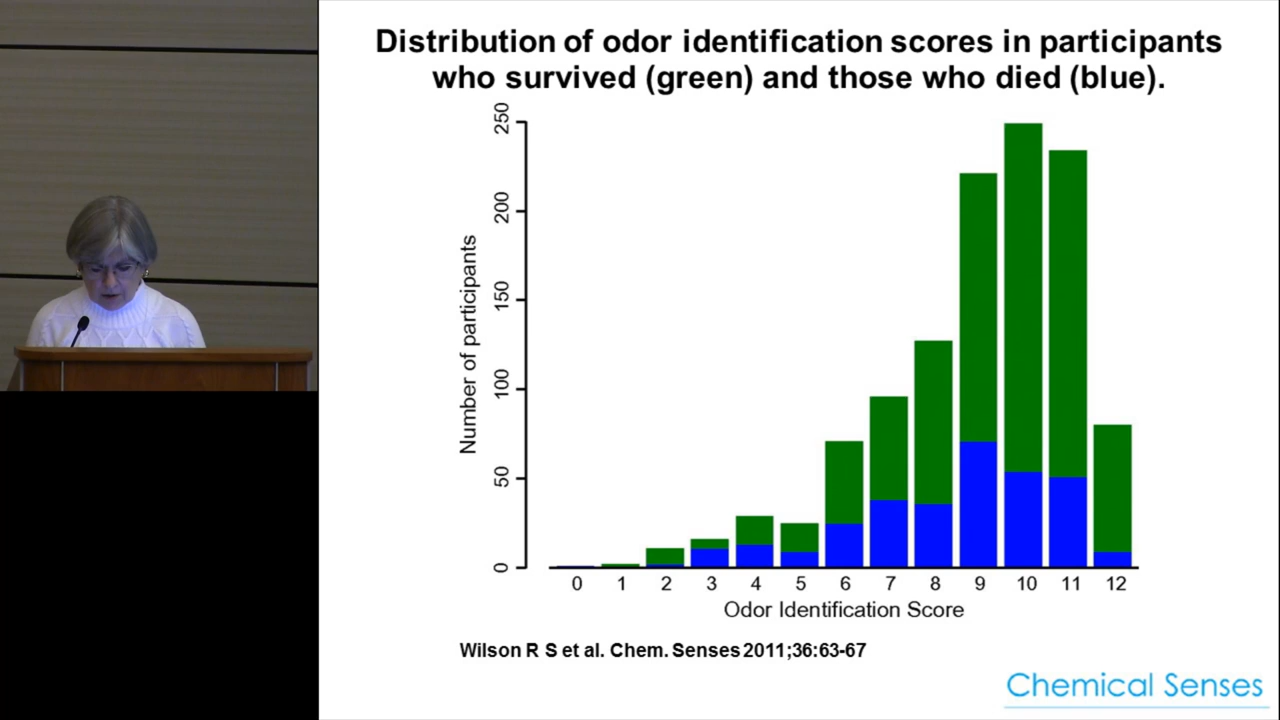 Distribution of odor identification scores in participants
who survived (green) and those who died (blue).
Number of participants
250
200
150
100
50
0
0 1 2 3 4 5 6 7 8 9 10 11 12
Odor Identification Score
Wilson R S et al. Chem. Senses 2011;36:63-67
Chemical Senses